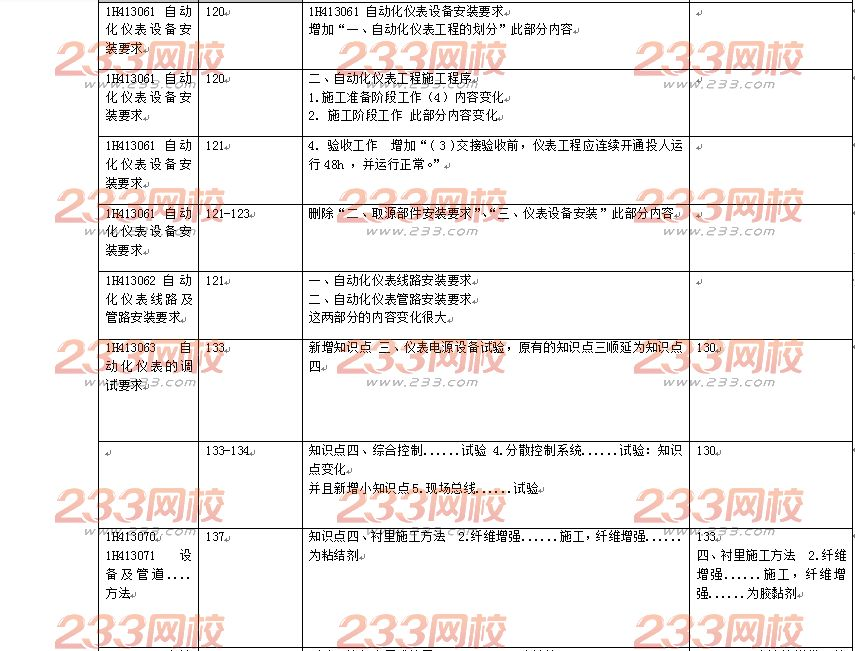 1H413061 自动 120 1H413061 自动化仪表设备安装要求
化仪表设备安 增加“一、自动化仪表工程的划分”此部分内容
装要求
1H413061 自动 120 二、自动化仪表工程施工程序
化仪表设备安 1.施工准备阶段工作（4）内容变化
装要求 2. 施工阶段工作 此部分内容变化
1H413061 自动 121 4. 验收工作 增加“（3）交接验收前，仪表工程应连续开通投入运
化仪表设备安 行 48h ，并运行正常。”
装要求
1H413061 自动 121-123 删除“二、取源部件安装要求”、“三、仪表设备安装”此部分内容
化仪表设备安
装要求
1H413062 自动 121 一、自动化仪表线路安装要求
化仪表线路及 二、自动化仪表管路安装要求
管路安装要求 这两部分的内容变化很大
1H413063 自 133 新增知识点 三、仪表电源设备试验，原有的知识点三顺延为知识点 130
动化仪表的调 四
试要求
133-134 知识点四、综合控制......试验 4.分散控制系统......试验：知识 130
点变化
并且新增小知识点5.现场总线......试验
1H413070 137 知识点四、衬里施工方法 2.纤维增强......施工，纤维增强...... 133
1H413071 设 为粘结剂 四、衬里施工方法 2.纤维
备及管道.... 增强......施工，纤维增
方法 强......为胶黏剂
233网校
www.233.com